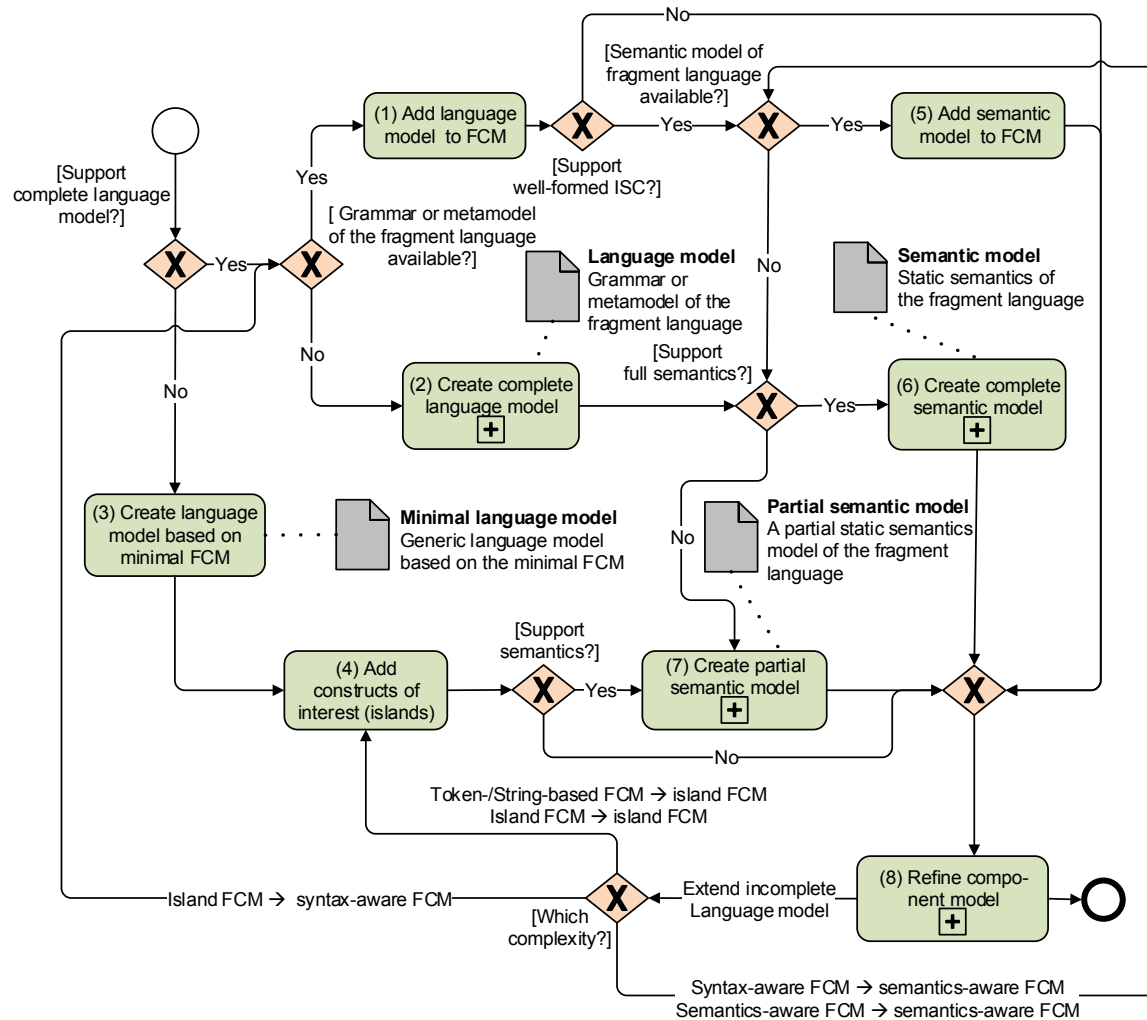 No
[Semantic model of
fragment language
available?]
(1) Add language
model to FCM
X
Yes
X
Yes
(5) Add semantic
model to FCM
[Support
complete language
model?]
Yes
[Support
well-formed ISC?]
[ Grammar or metamodel
of the fragment language
available?]
X
Yes
X
Language model
Grammar or
metamodel of the
fragment language
No
Semantic model
Static semantics of
the fragment language
No
[Support
full semantics?]
No
(2) Create complete
language model
X
Yes
(6) Create complete
semantic model
(3) Create language
model based on
minimal FCM
Minimal language model
Generic language model
based on the minimal FCM
No
Partial semantic model
A partial static semantics
model of the fragment
language
[Support
semantics?]
(4) Add
constructs of
interest (islands)
X
Yes
(7) Create partial
semantic model
X
No
Token-/String-based FCM → island FCM
Island FCM → island FCM
Island FCM → syntax-aware FCM
X
[Which
complexity?]
Extend incomplete
Language model
(8) Refine compo-
nent model
Syntax-aware FCM → semantics-aware FCM
Semantics-aware FCM → semantics-aware FCM